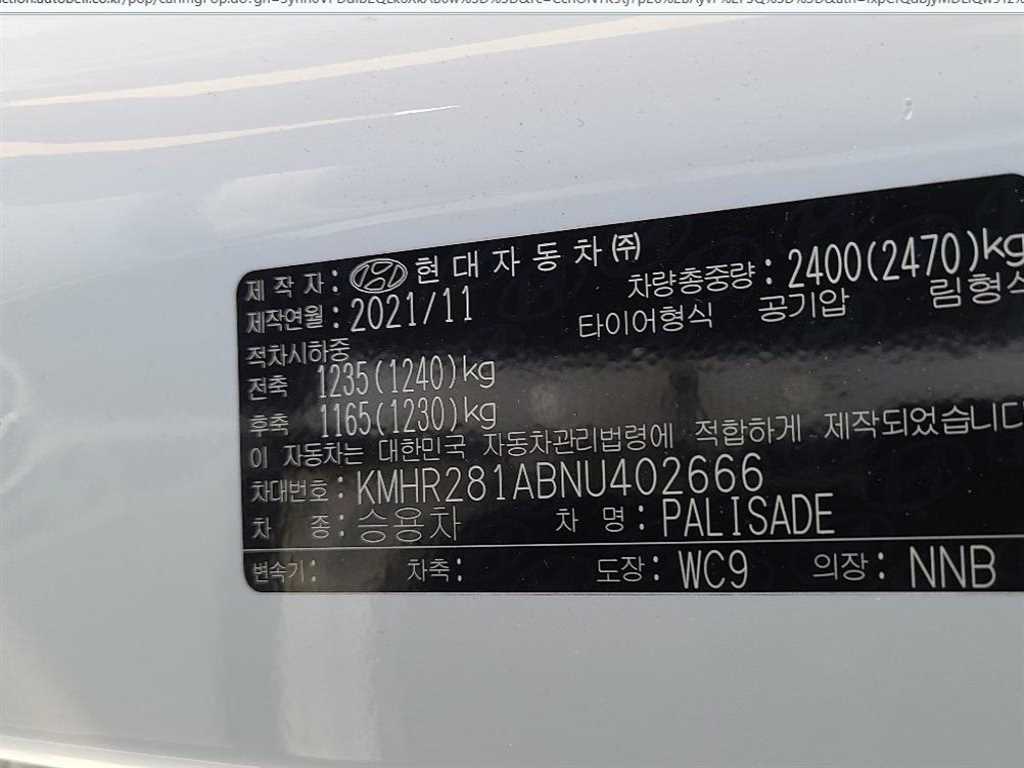 제 작 자 : HYUNDAI 현대자동차㈜
제작연월 : 2021/11 차량총중량 : 2400(2470)kg
타이어형식 공기압 림형식
적차시하중
전축 1235(1240)kg
후축 1165(1230)kg
이 자동차는 대한민국 자동차관리법령에 적합하게 제작되었습니다
차대번호 : KMHR281ABNU402666
차 종 : 승용차 차 명 : PALISADE
변속기 : 차축 : 도장 : WC9 의장 : NNB